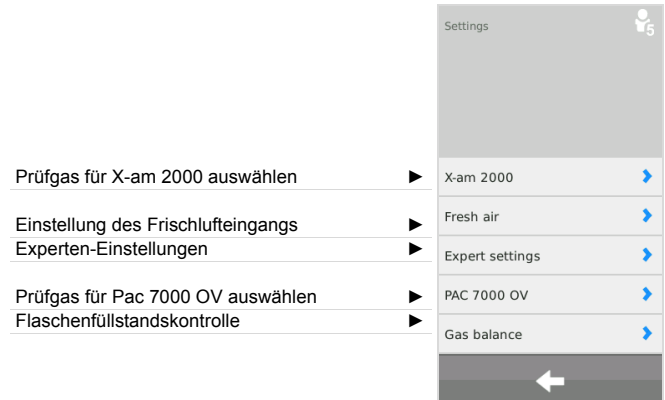 Settings
5
Prüfgas für X-am 2000 auswählen ►
X-am 2000
Einstellung des Frischlufteingangs ►
Fresh air
Experten-Einstellungen ►
Expert settings
Prüfgas für Pac 7000 OV auswählen ►
PAC 7000 OV
Flaschenfüllstandskontrolle ►
Gas balance